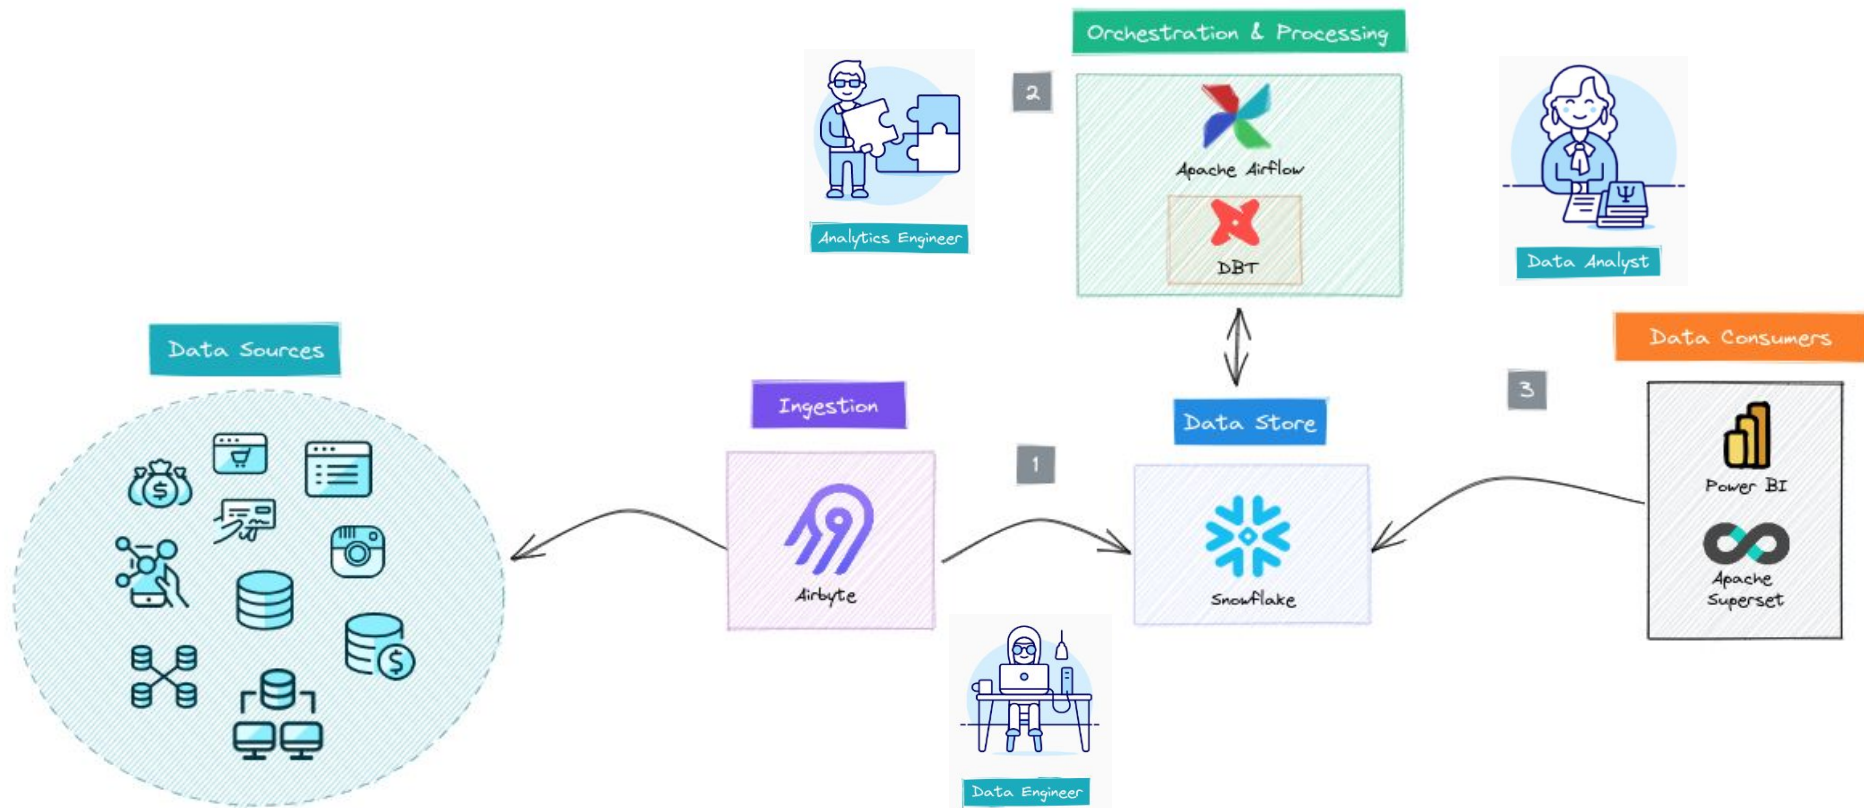 Orchestration & Processing
2
Apache Airflow
DBT
Analytics Engineer
Data Analyst
Data Sources
Ingestion
Airbyte
1
Data Store
Snowflake
Data Engineer
3
Data Consumers
Power BI
Apache
Superset